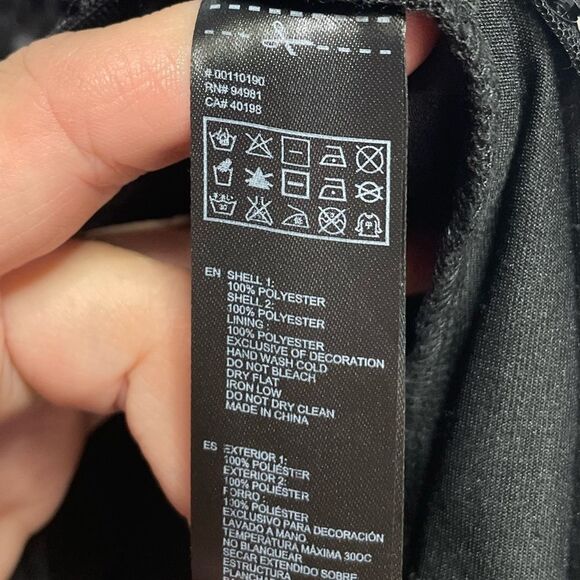 # 00110190
RN# 94981
CA# 40198
EN SHELL 1:
100% POLYESTER
SHELL 2:
100% POLYESTER
LINING :
100% POLYESTER
EXCLUSIVE OF DECORATION
HAND WASH COLD
DO NOT BLEACH
DRY FLAT
IRON LOW
DO NOT DRY CLEAN
MADE IN CHINA
ES EXTERIOR 1:
100% POLIÉSTER
EXTERIOR 2:
100% POLIÉSTER
FORRO :
100% POLIÉSTER
EXCLUSIVO PARA DECORACIÓN
LAVADO A MANO
TEMPERATURA MÁXIMA 30OC
NO BLANQUEAR
SECAR EXTENDIDO SOBRE
ESTRUCTURA